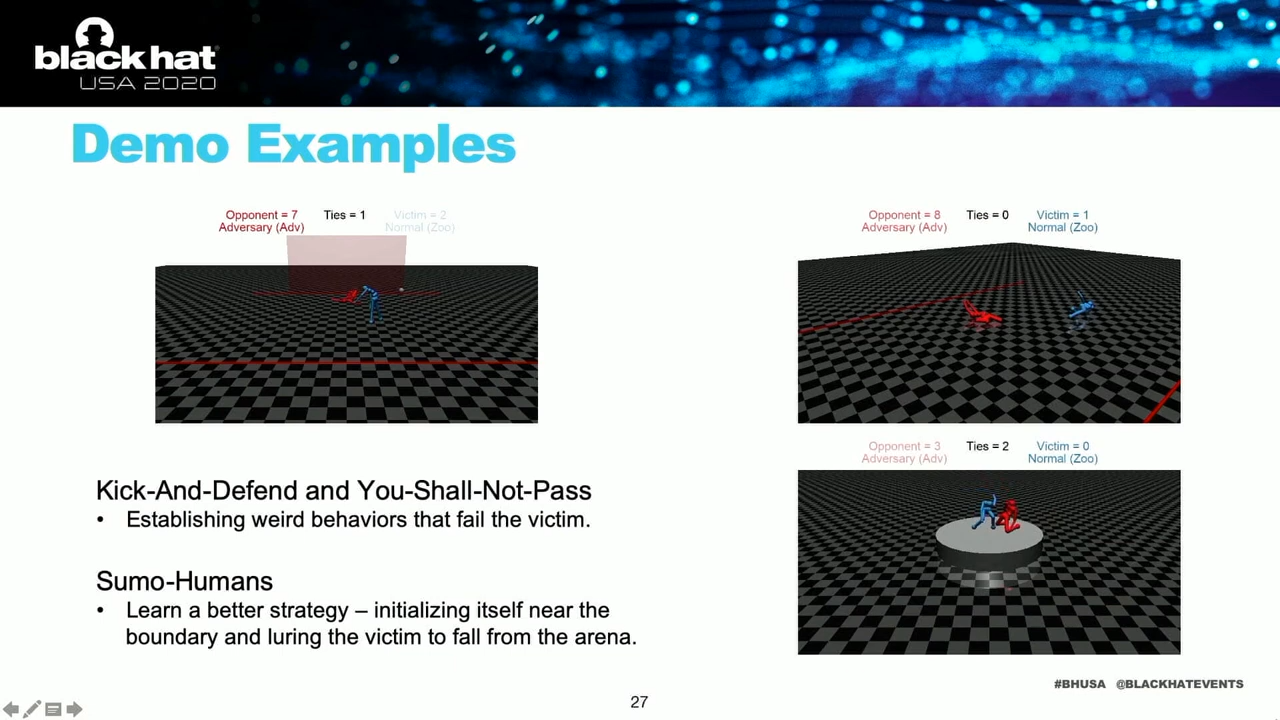 black hat
USA 2020
Demo Examples
Opponent = 7 Ties = 1 Victim = 2
Adversary (Adv) Normal (Zoo)
Opponent = 8 Ties = 0 Victim = 1
Adversary (Adv) Normal (Zoo)
Opponent = 3 Ties = 2 Victim = 0
Adversary (Adv) Normal (Zoo)
Kick-And-Defend and You-Shall-Not-Pass
• Establishing weird behaviors that fail the victim.
Sumo-Humans
• Learn a better strategy – initializing itself near the
boundary and luring the victim to fall from the arena.
#BHUSA @BLACKHATEVENTS
27